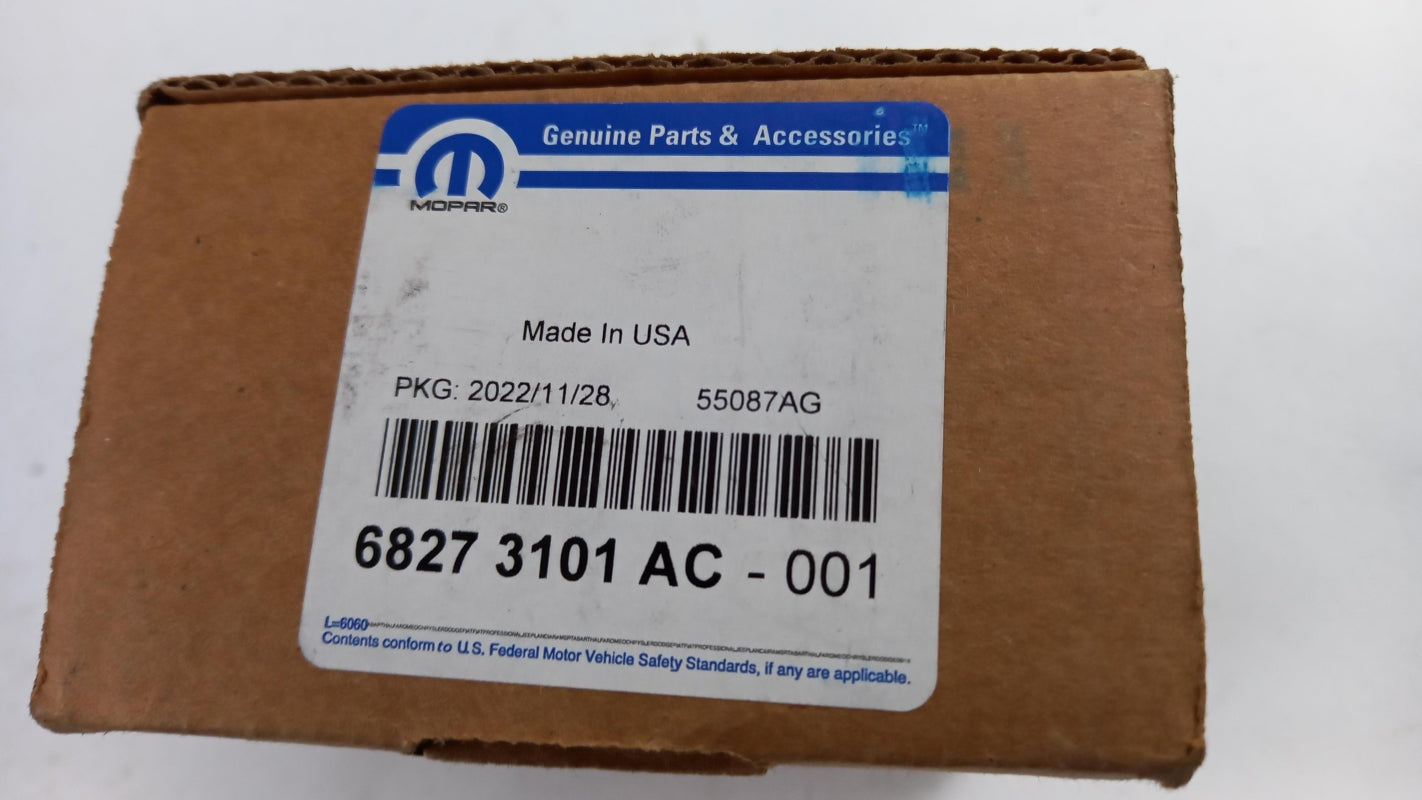 Genuine Parts & Accessories™
MOPAR®
Made In USA
PKG: 2022/11/28
55087AG
6827 3101 AC - 001
L=6060
Contents conform to U.S. Federal Motor Vehicle Safety Standards, if any are applicable.